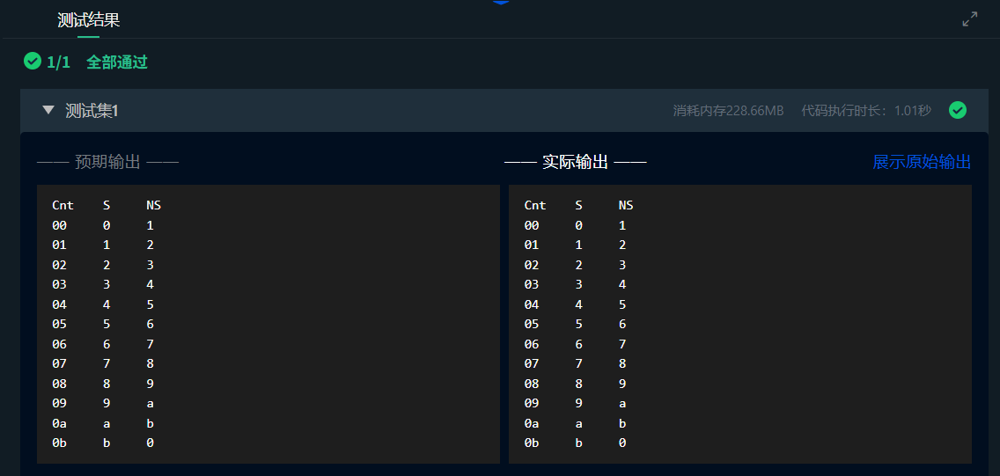 测试结果
1/1 全部通过
测试集1 消耗内存228.66MB 代码执行时长：1.01秒
—— 预期输出 ——
Cnt S NS
00 0 1
01 1 2
02 2 3
03 3 4
04 4 5
05 5 6
06 6 7
07 7 8
08 8 9
09 9 a
0a a b
0b b 0
—— 实际输出 —— 展示原始输出
Cnt S NS
00 0 1
01 1 2
02 2 3
03 3 4
04 4 5
05 5 6
06 6 7
07 7 8
08 8 9
09 9 a
0a a b
0b b 0